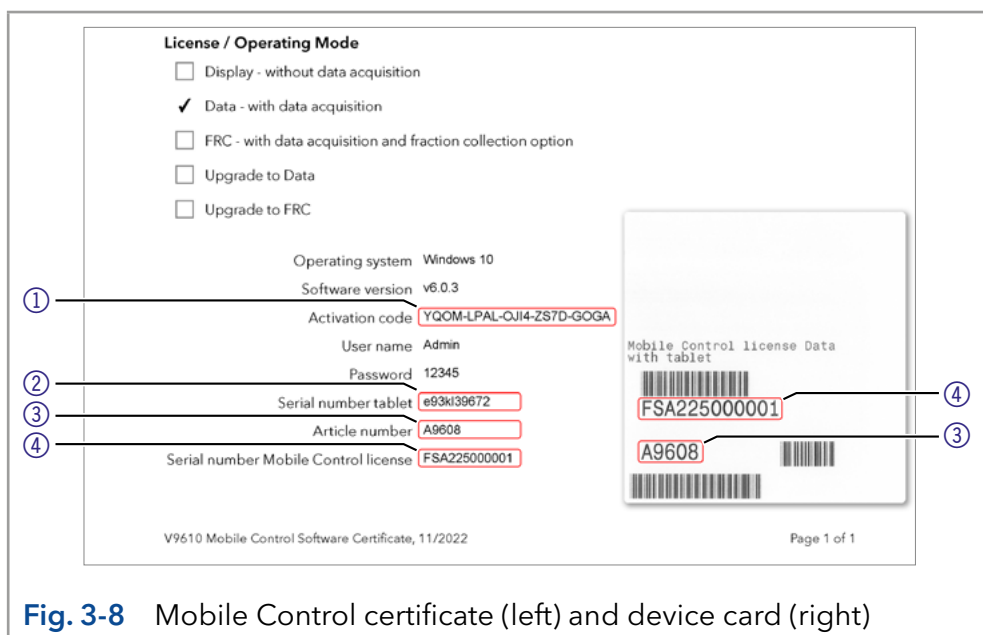 License / Operating Mode
Display - without data acquisition
✓ Data - with data acquisition
FRC - with data acquisition and fraction collection option
Upgrade to Data
Upgrade to FRC
Operating system Windows 10
Software version v6.0.3
① Activation code YQOM-LPAL-OJI4-ZS7D-GOGA
User name Admin
Password 12345
② Serial number tablet e93kl39672
③ Article number A9608
④ Serial number Mobile Control license FSA225000001
Mobile Control license Data
with tablet
FSA225000001 ④
A9608 ③
V9610 Mobile Control Software Certificate, 11/2022 Page 1 of 1
Fig. 3-8 Mobile Control certificate (left) and device card (right)